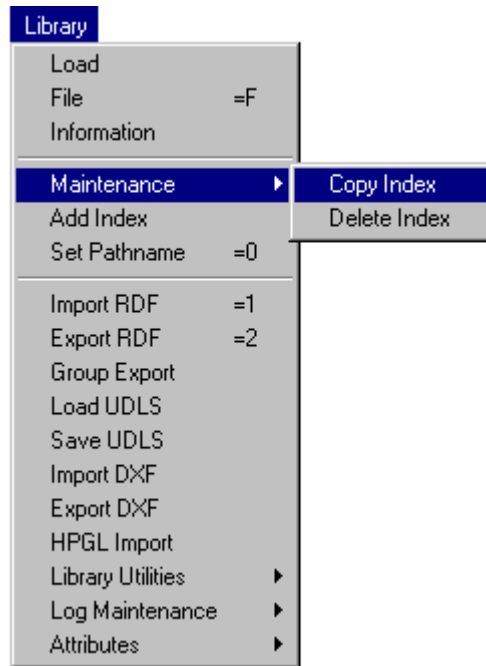 Library
Load
File =F
Information
Maintenance Copy Index
Add Index Delete Index
Set Pathname =0
Import RDF =1
Export RDF =2
Group Export
Load UDLS
Save UDLS
Import DXF
Export DXF
HPGL Import
Library Utilities
Log Maintenance
Attributes